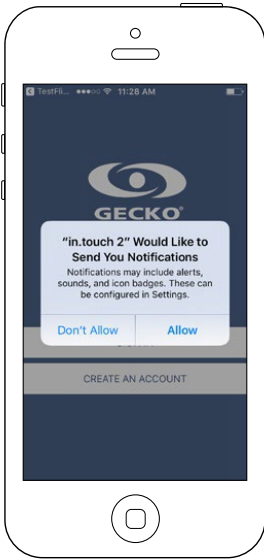 TestFli... 11:28 AM
GECKO®
"in.touch 2" Would Like to
Send You Notifications
Notifications may include alerts,
sounds, and icon badges. These can
be configured in Settings.
Don't Allow Allow
CREATE AN ACCOUNT